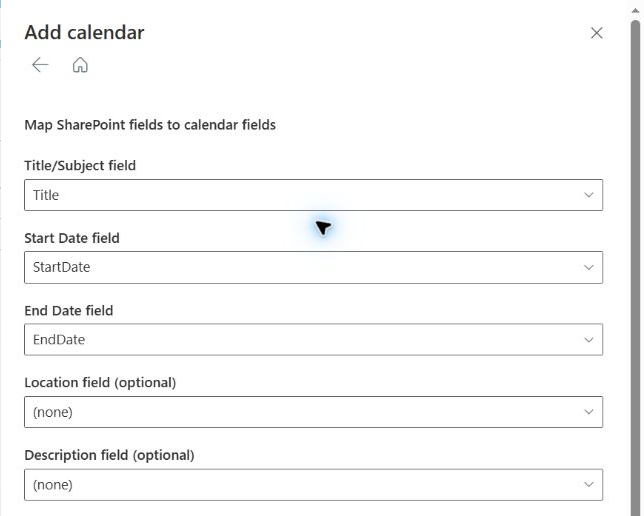 Add calendar
Map SharePoint fields to calendar fields
Title/Subject field
Title
Start Date field
StartDate
End Date field
EndDate
Location field (optional)
(none)
Description field (optional)
(none)